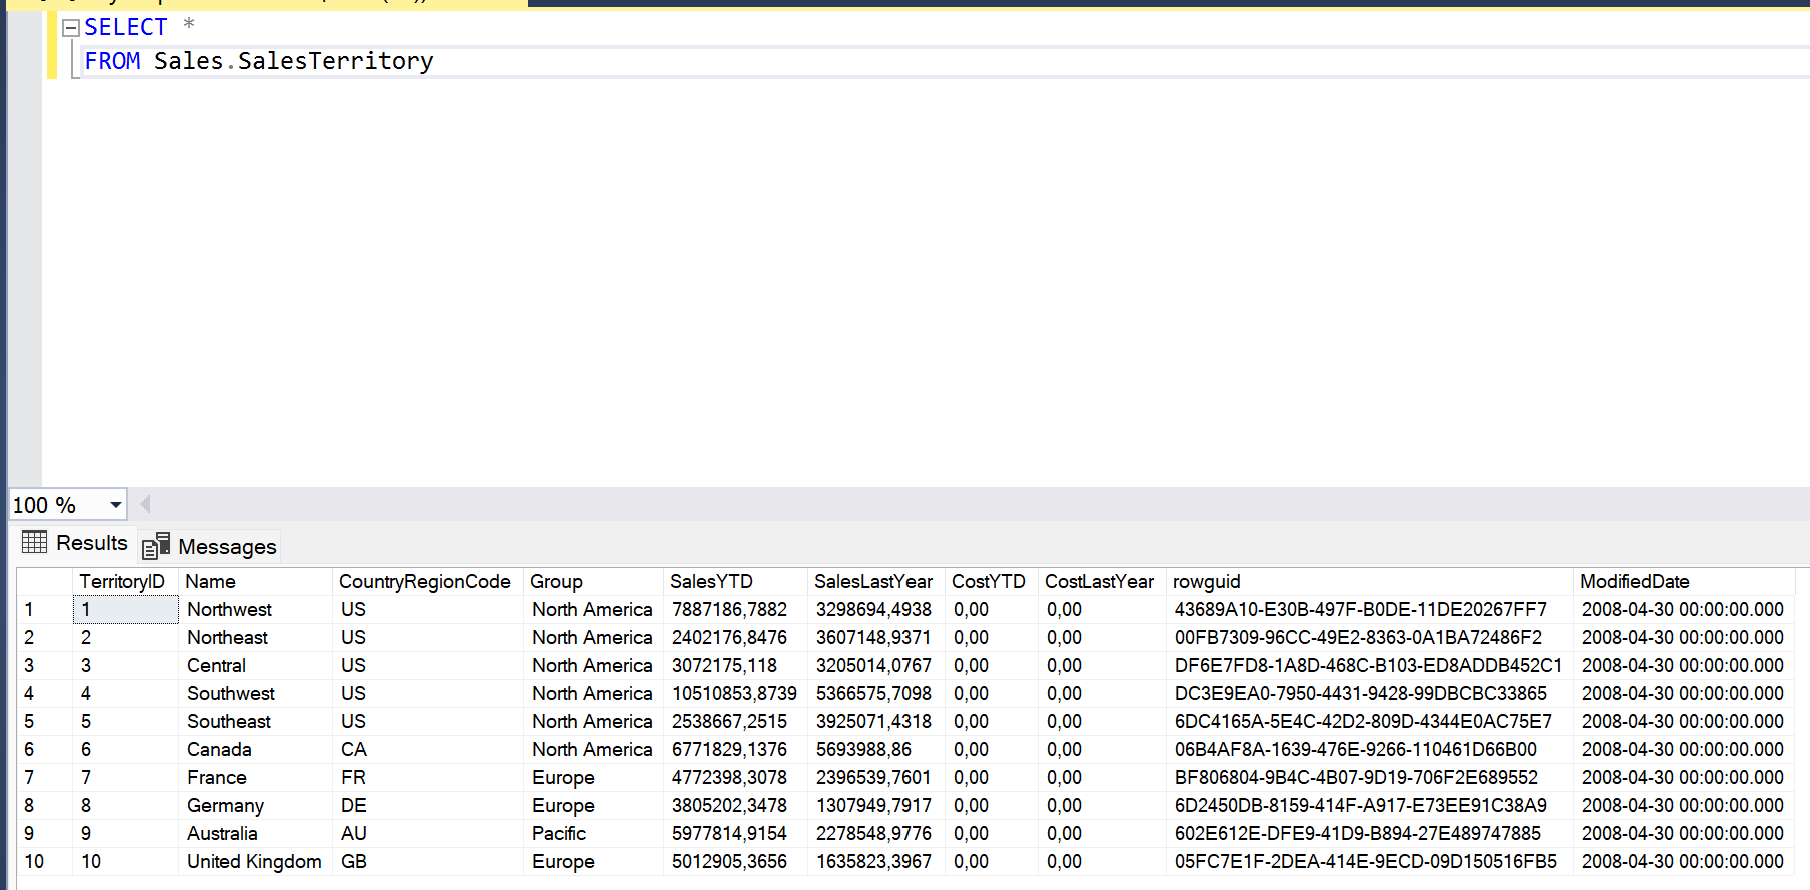 SELECT *
FROM Sales.SalesTerritory
100 %
Results Messages
TerritoryID Name CountryRegionCode Group SalesYTD SalesLastYear CostYTD CostLastYear rowguid ModifiedDate
1 1 Northwest US North America 7887186,7882 3298694,4938 0,00 0,00 43689A10-E30B-497F-B0DE-11DE20267FF7 2008-04-30 00:00:00.000
2 2 Northeast US North America 2402176,8476 3607148,9371 0,00 0,00 00FB7309-96CC-49E2-8363-0A1BA72486F2 2008-04-30 00:00:00.000
3 3 Central US North America 3072175,118 3205014,0767 0,00 0,00 DF6E7FD8-1A8D-468C-B103-ED8ADDB452C1 2008-04-30 00:00:00.000
4 4 Southwest US North America 10510853,8739 5366575,7098 0,00 0,00 DC3E9EA0-7950-4431-9428-99DBCBC33865 2008-04-30 00:00:00.000
5 5 Southeast US North America 2538667,2515 3925071,4318 0,00 0,00 6DC4165A-5E4C-42D2-809D-4344E0AC75E7 2008-04-30 00:00:00.000
6 6 Canada CA North America 6771829,1376 5693988,86 0,00 0,00 06B4AF8A-1639-476E-9266-110461D66B00 2008-04-30 00:00:00.000
7 7 France FR Europe 4772398,3078 2396539,7601 0,00 0,00 BF806804-9B4C-4B07-9D19-706F2E689552 2008-04-30 00:00:00.000
8 8 Germany DE Europe 3805202,3478 1307949,7917 0,00 0,00 6D2450DB-8159-414F-A917-E73EE91C38A9 2008-04-30 00:00:00.000
9 9 Australia AU Pacific 5977814,9154 2278548,9776 0,00 0,00 602E612E-DFE9-41D9-B894-27E489747885 2008-04-30 00:00:00.000
10 10 United Kingdom GB Europe 5012905,3656 1635823,3967 0,00 0,00 05FC7E1F-2DEA-414E-9ECD-09D150516FB5 2008-04-30 00:00:00.000